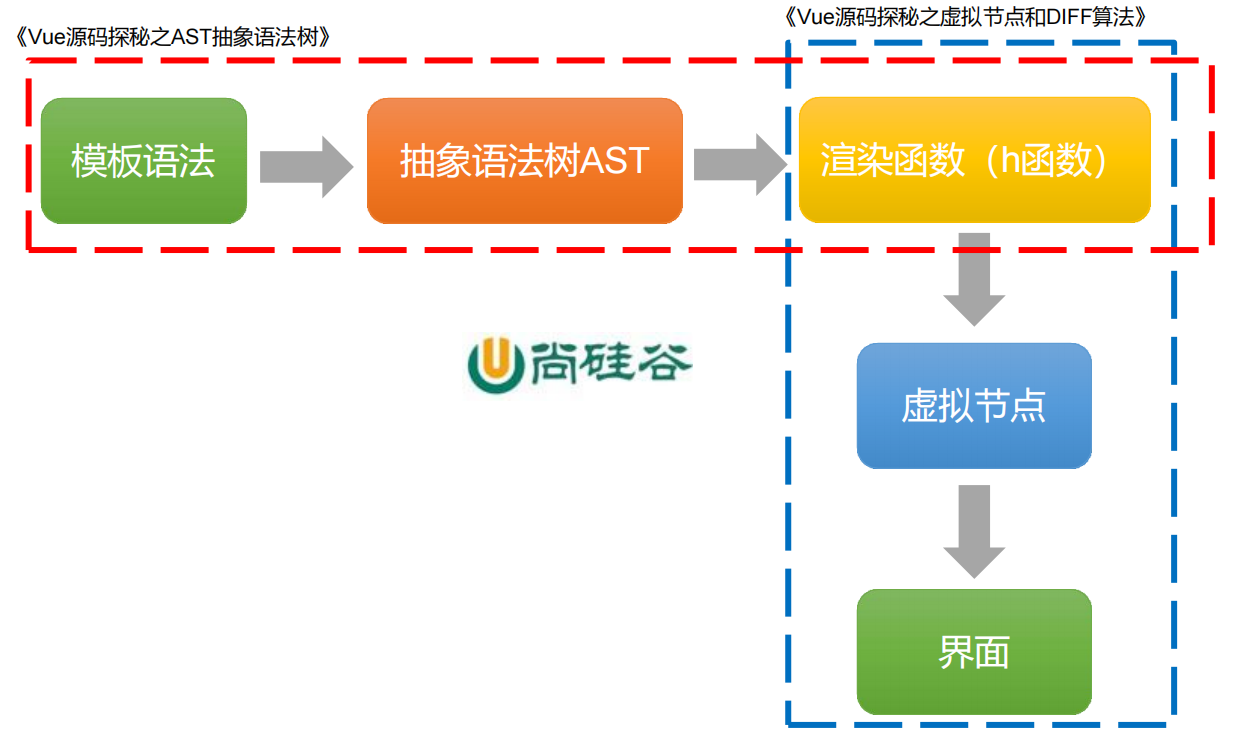 《Vue源码探秘之AST抽象语法树》
《Vue源码探秘之虚拟节点和DIFF算法》
模板语法
抽象语法树AST
渲染函数（h函数）
尚硅谷
虚拟节点
界面